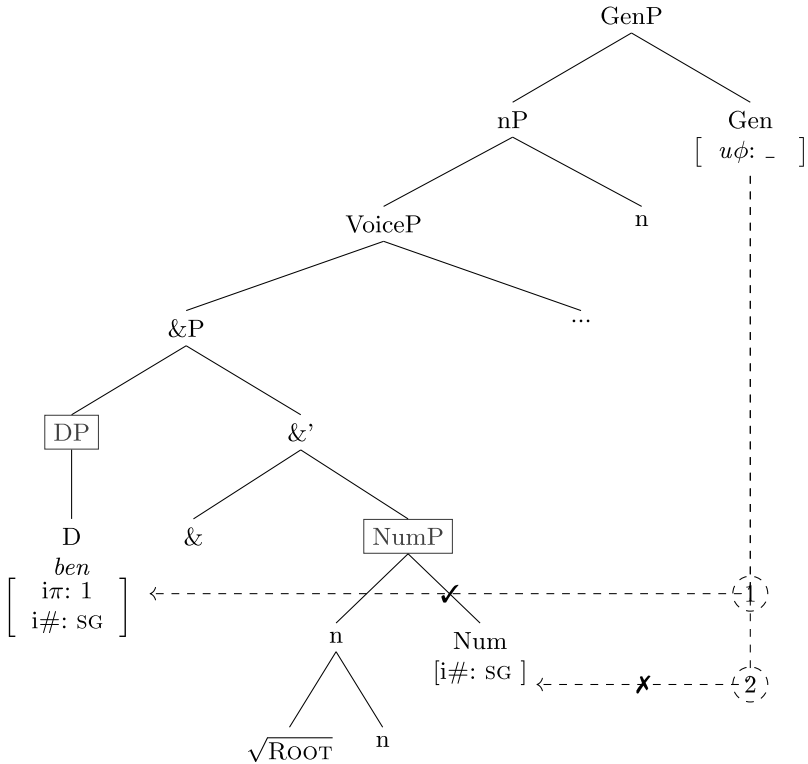 GenP
nP Gen
[ uϕ: _ ]
VoiceP n
&P ...
DP &'
D & NumP
ben
iπ: 1 ✓ 1
i#: SG
n Num
[i#: SG ] ✗ 2
√ROOT n